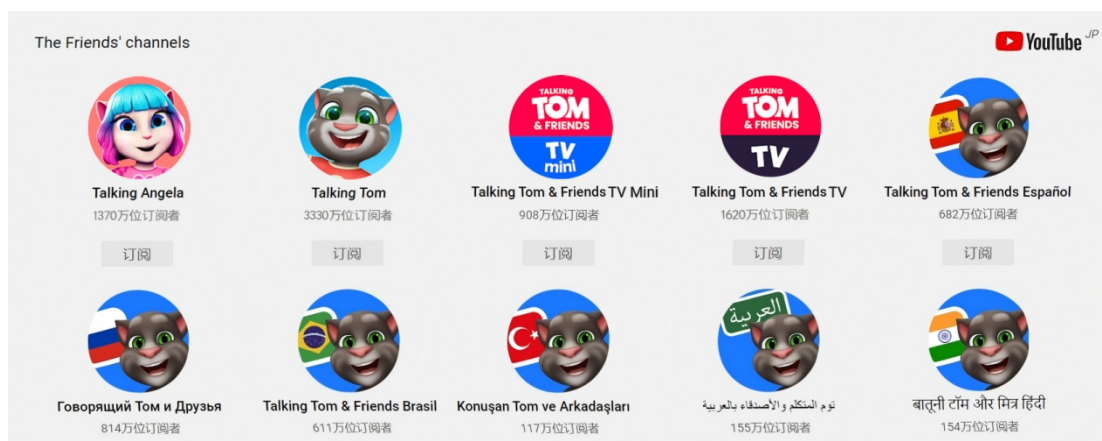 The Friends' channels
YouTube JP
TALKING TOM & FRIENDS TV mini
TALKING TOM & FRIENDS TV
Talking Angela
Talking Tom
Talking Tom & Friends TV Mini
Talking Tom & Friends TV
Talking Tom & Friends Español
1370万位订阅者
3330万位订阅者
908万位订阅者
1620万位订阅者
682万位订阅者
订阅
订阅
订阅
订阅
订阅
العربية
Говорящий Том и Друзья
Talking Tom & Friends Brasil
Konuşan Tom ve Arkadaşları
توم المتكلم والأصدقاء بالعربية
बातूनी टॉम और मित्र हिंदी
814万位订阅者
611万位订阅者
117万位订阅者
155万位订阅者
154万位订阅者